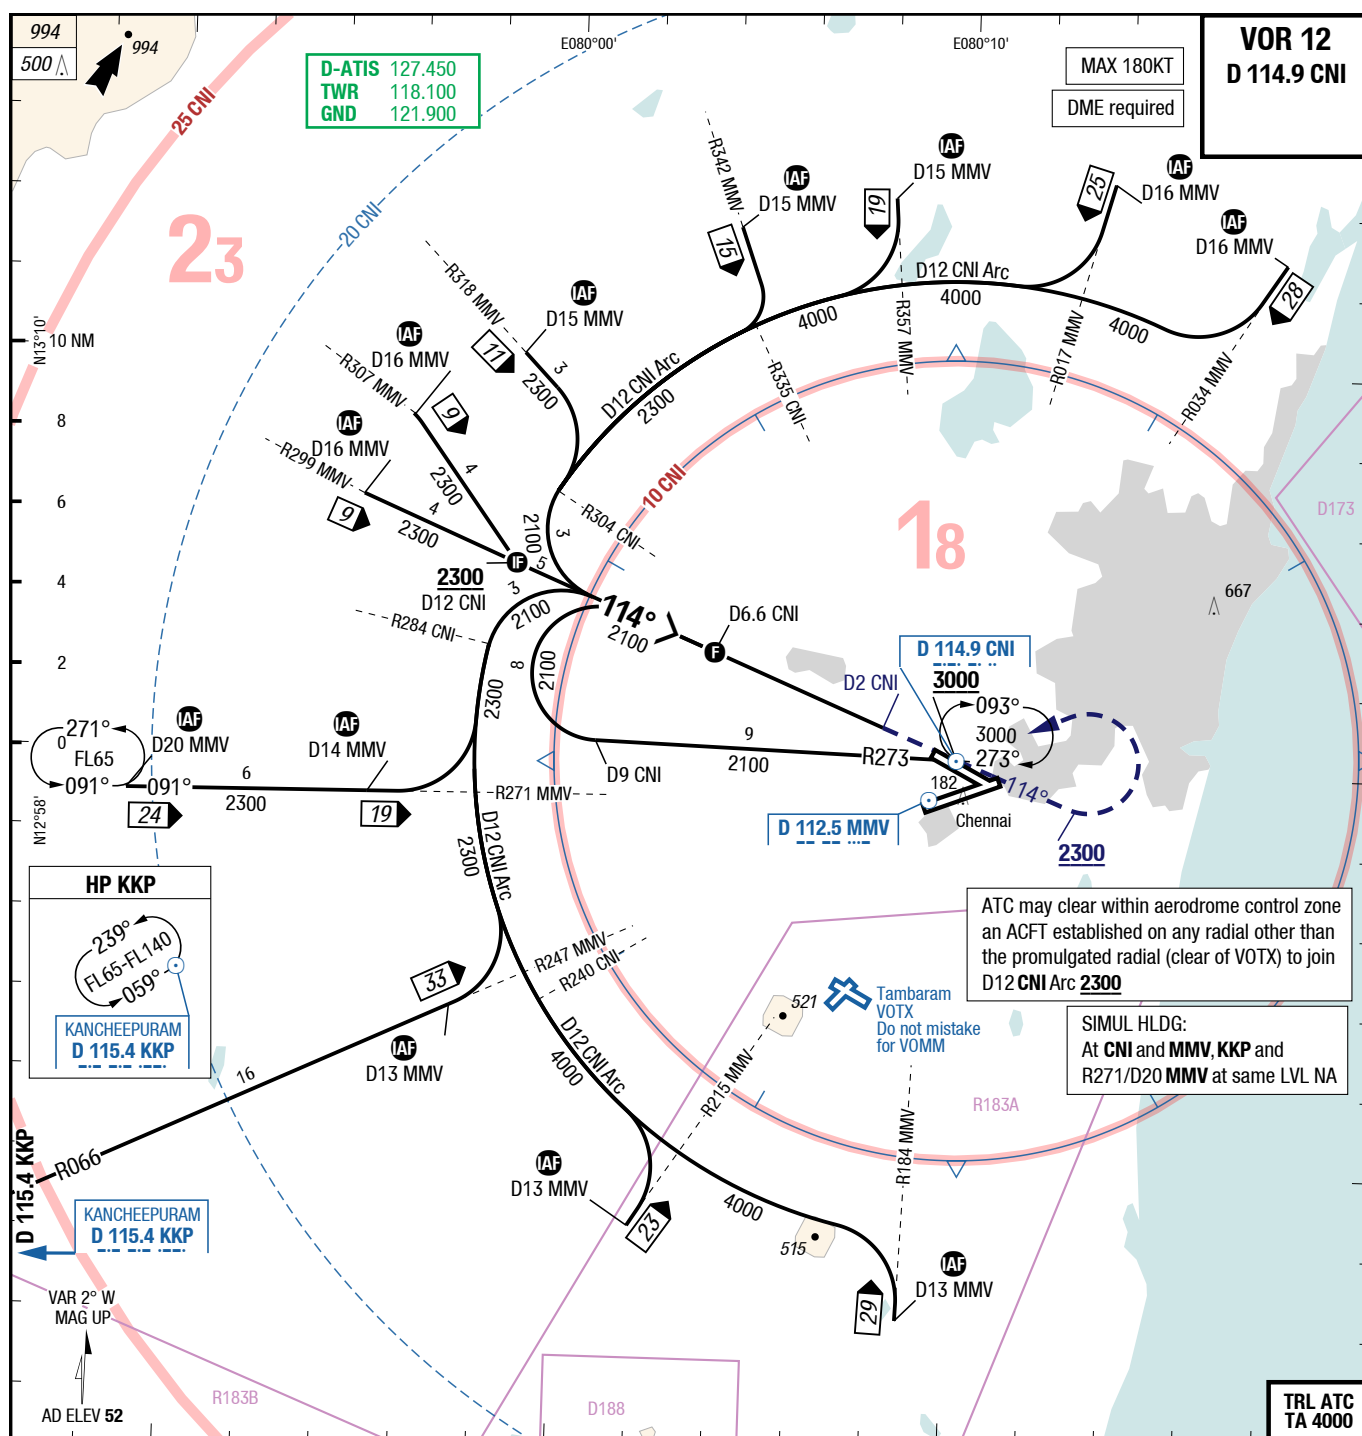 994
500
994
D-ATIS 127.450
TWR 118.100
GND 121.900
E080°00'
E080°10'
MAX 180KT
DME required
VOR 12
D 114.9 CNI
25 CNI
20 CNI
23
R342 MMV
IAF
D15 MMV
15
IAF
D15 MMV
19
25
IAF
D16 MMV
IAF
D16 MMV
28
D12 CNI Arc
4000
4000
4000
R357 MMV
R017 MMV
R034 MMV
R335 CNI
R318 MMV
IAF
D15 MMV
11
3
2300
D12 CNI Arc
2300
N13°10'
10 NM
8
6
4
2
0
N12°58'
IAF
D16 MMV
R307 MMV
9
4
2300
IAF
D16 MMV
R299 MMV
9
4
2300
10 CNI
18
D173
667
R304 CNI
2100
3
IF
5
2300
D12 CNI
3
2100
R284 CNI
114°
2100
D6.6 CNI
F
8
2100
2300
D 114.9 CNI
3000
D2 CNI
093°
3000
273°
271°
FL65
091°
IAF
D20 MMV
091°
6
2300
24
IAF
D14 MMV
19
R271 MMV
D9 CNI
9
2100
R273
182
114°
Chennai
D 112.5 MMV
2300
D12 CNI Arc
2300
HP KKP
239°
FL65-FL140
059°
KANCHEEPURAM
D 115.4 KKP
R247 MMV
R240 CNI
33
IAF
D13 MMV
16
ATC may clear within aerodrome control zone
an ACFT established on any radial other than
the promulgated radial (clear of VOTX) to join
D12 CNI Arc 2300
521
Tambaram
VOTX
Do not mistake
for VOMM
SIMUL HLDG:
At CNI and MMV, KKP and
R271/D20 MMV at same LVL NA
D12 CNI Arc
4000
R215 MMV
R183A
R184 MMV
D 115.4 KKP
R066
KANCHEEPURAM
D 115.4 KKP
IAF
D13 MMV
23
4000
515
29
IAF
D13 MMV
VAR 2° W
MAG UP
AD ELEV 52
R183B
D188
TRL ATC
TA 4000